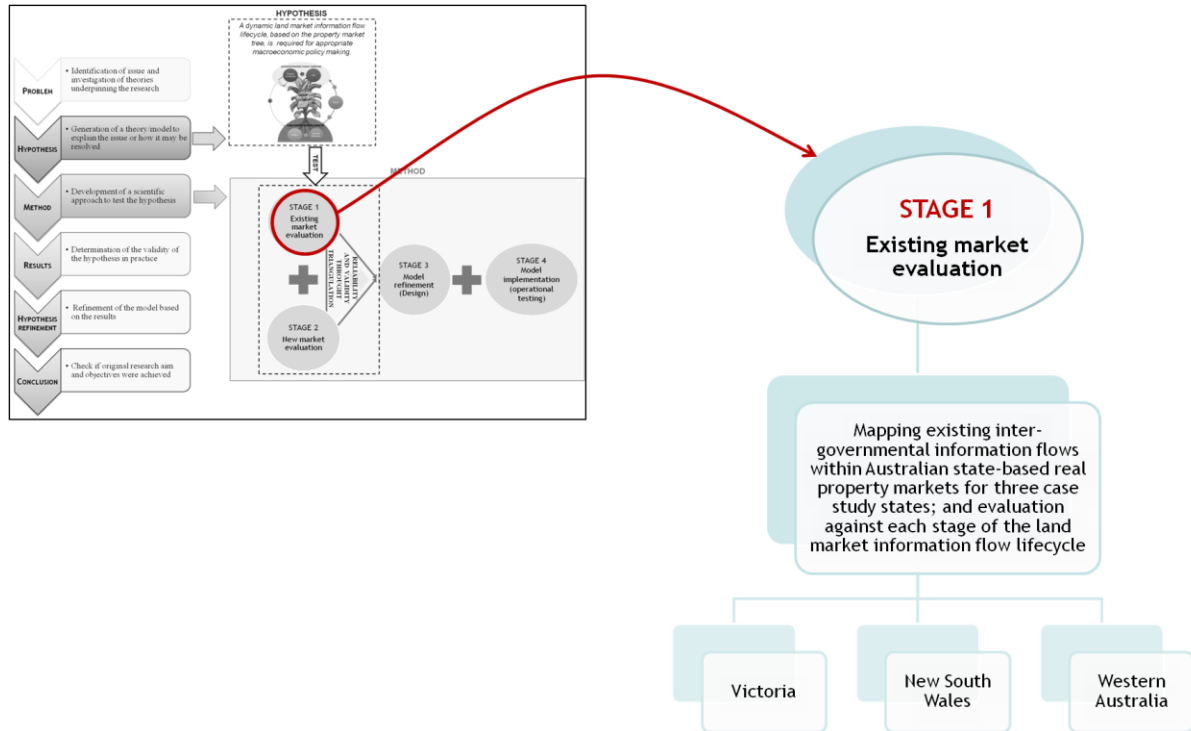 HYPOTHESIS
A dynamic land market information flow
lifecycle, based on the property market
tree, is required for appropriate
macroeconomic policy making.
PROBLEM
• Identification of issue and
investigation of theories
underpinning the research
HYPOTHESIS
• Generation of a theory/model to
explain the issue or how it may be
resolved
METHOD
• Development of a scientific
approach to test the hypothesis
RESULTS
• Determination of the validity of
the hypothesis in practice
HYPOTHESIS
REFINEMENT
• Refinement of the model based
on the results
CONCLUSION
• Check if original research aim
and objectives were achieved
TEST
METHOD
STAGE 1
Existing
market
evaluation
RELIABILITY
AND VALIDITY
THROUGHT
TRIANGULATION
STAGE 2
New market
evaluation
STAGE 3
Model
refinement
(Design)
STAGE 4
Model
implementation
(operational
testing)
STAGE 1
Existing market
evaluation
Mapping existing inter-
governmental information flows
within Australian state-based real
property markets for three case
study states; and evaluation
against each stage of the land
market information flow lifecycle
Victoria
New South
Wales
Western
Australia